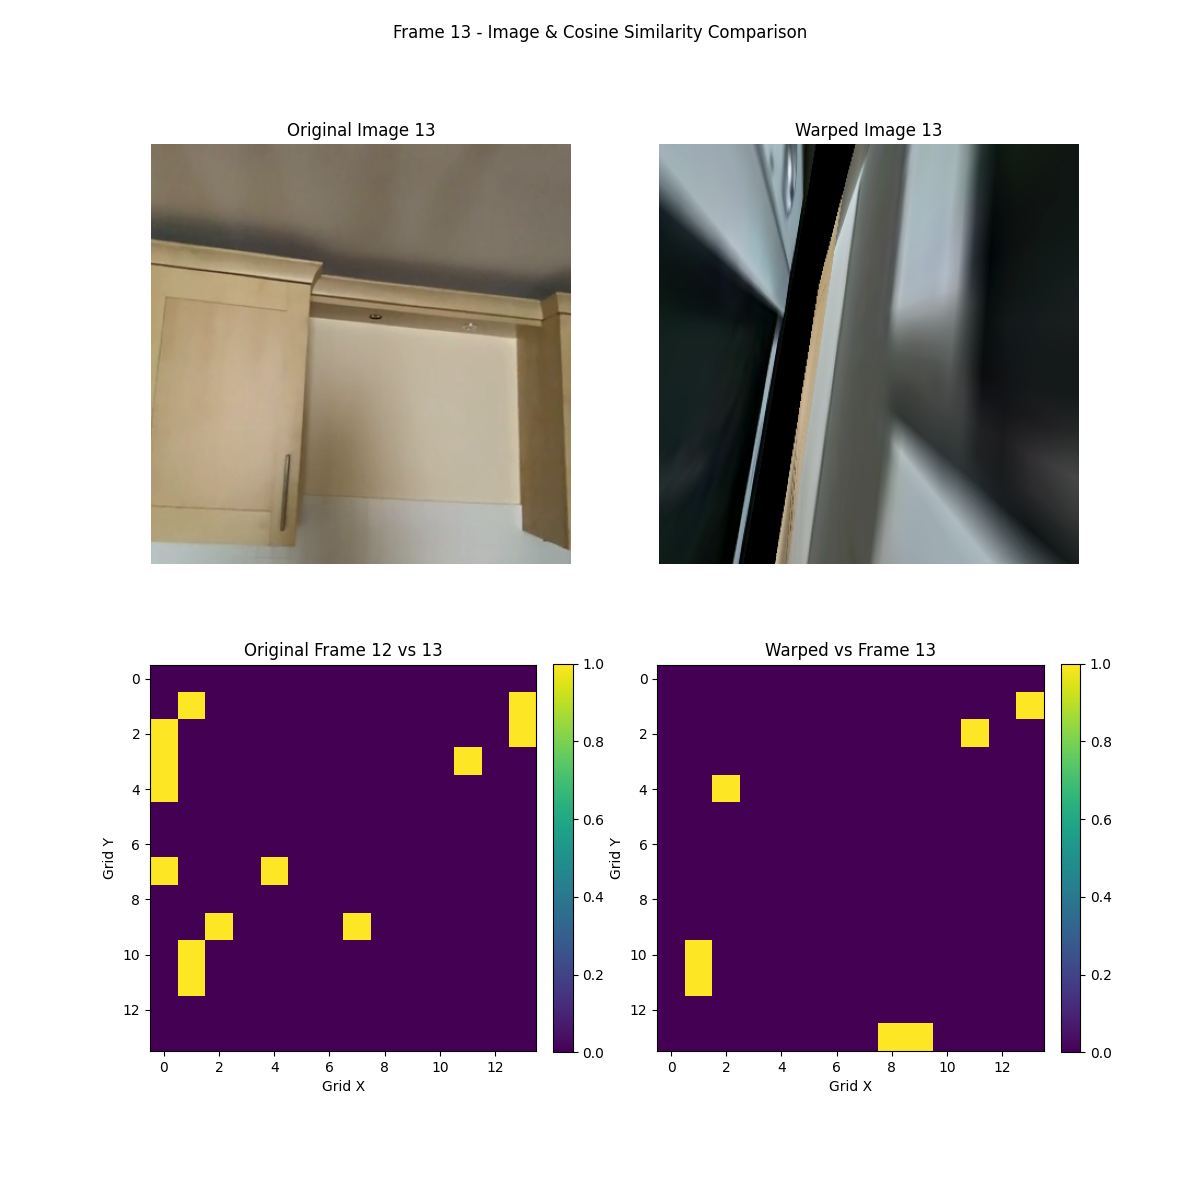 Frame 13 - Image & Cosine Similarity Comparison
Original Image 13
Warped Image 13
Original Frame 12 vs 13
Warped vs Frame 13
0
2
4
6
8
10
12
Grid Y
0 2 4 6 8 10 12
Grid X
1.0
0.8
0.6
0.4
0.2
0.0
0
2
4
6
8
10
12
Grid Y
0 2 4 6 8 10 12
Grid X
1.0
0.8
0.6
0.4
0.2
0.0